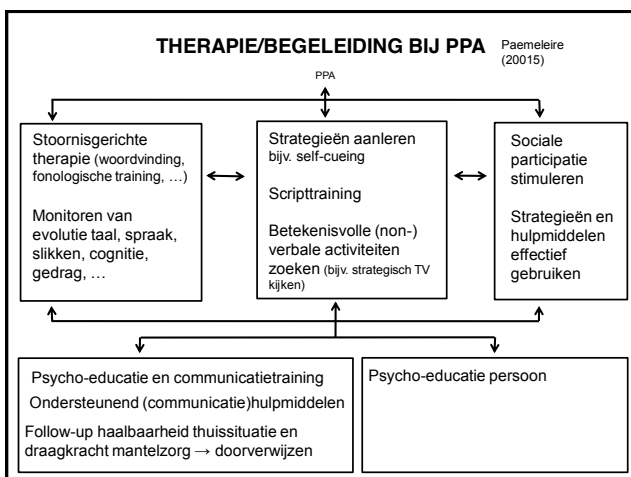 THERAPIE/BEGELEIDING BIJ PPA
Paemeleire
(20015)
PPA
Stoornisgerichte
therapie (woordvinding,
fonologische training, …)
Monitoren van
evolutie taal, spraak,
slikken, cognitie,
gedrag, …
Strategieën aanleren
bijv. self-cueing
Scripttraining
Betekenisvolle (non-)
verbale activiteiten
zoeken (bijv. strategisch TV
kijken)
Sociale
participatie
stimuleren
Strategieën en
hulpmiddelen
effectief
gebruiken
Psycho-educatie en communicatietraining
Ondersteunend (communicatie)hulpmiddelen
Follow-up haalbaarheid thuissituatie en
draagkracht mantelzorg → doorverwijzen
Psycho-educatie persoon